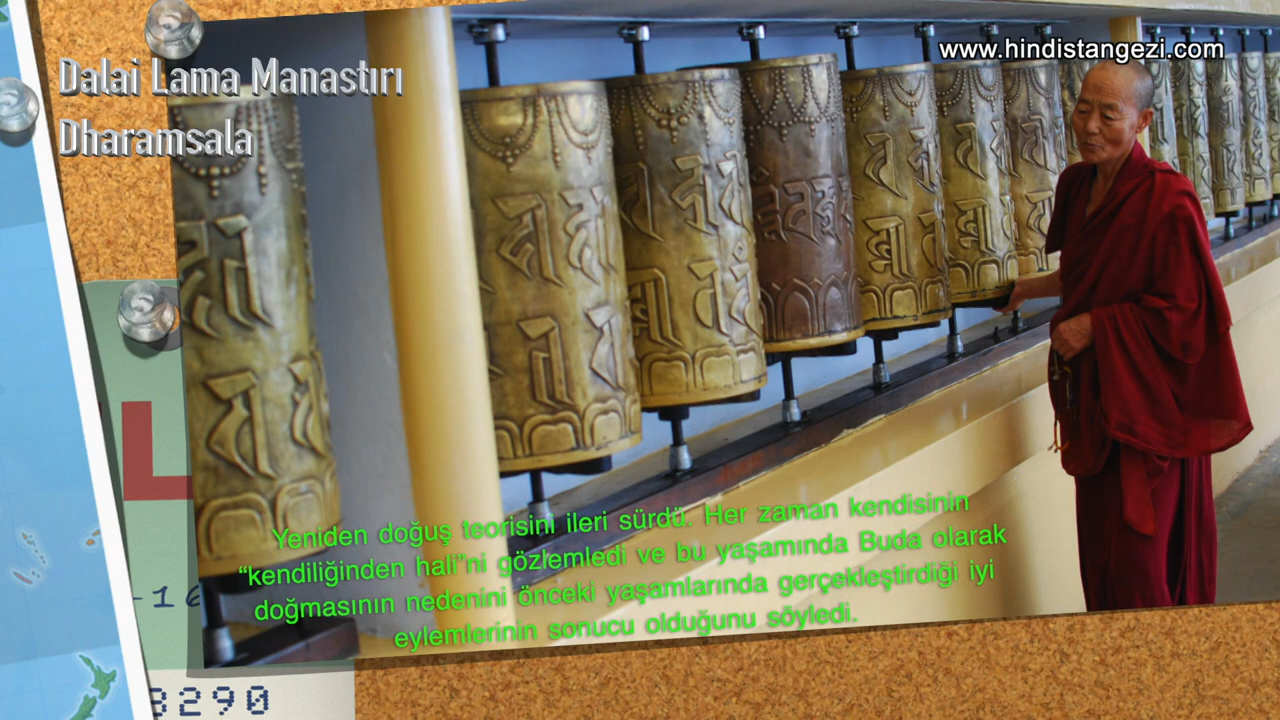 www.hindistangezi.com
Dalai Lama Manastırı
Dharamsala
L
-16
3290
Yeniden doğuş teorisini ileri sürdü. Her zaman kendisinin
“kendiliğinden hali”ni gözlemledi ve bu yaşamında Buda olarak
doğmasının nedenini önceki yaşamlarında gerçekleştirdiği iyi
eylemlerinin sonucu olduğunu söyledi.